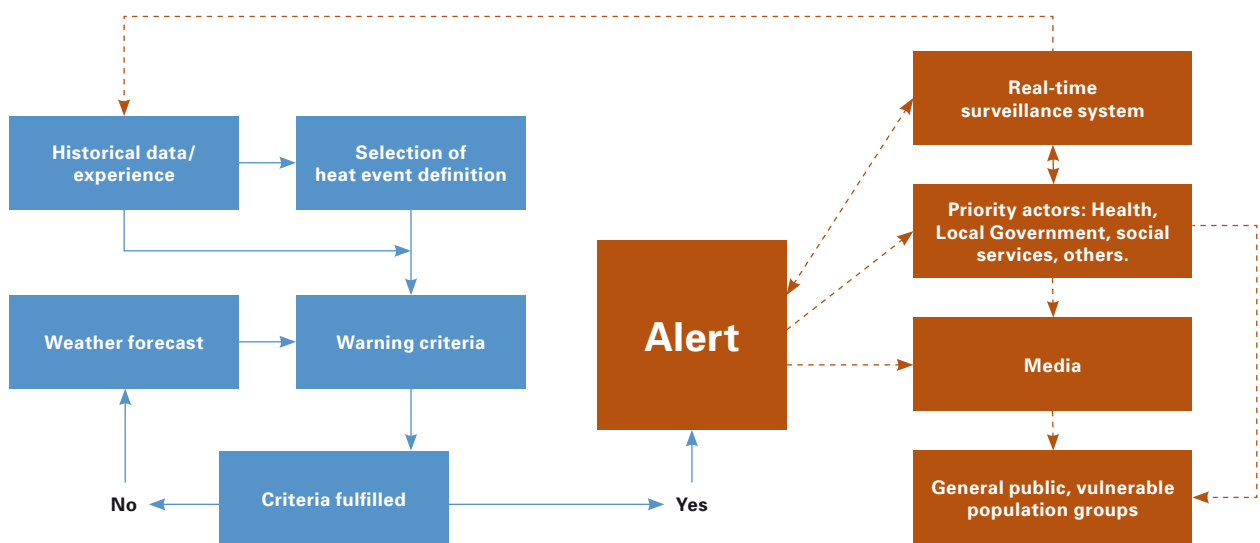 Historical data/
experience
Selection of
heat event definition
Weather forecast
Warning criteria
No
Criteria fulfilled
Yes
Alert
Real-time
surveillance system
Priority actors: Health,
Local Government, social
services, others.
Media
General public, vulnerable
population groups